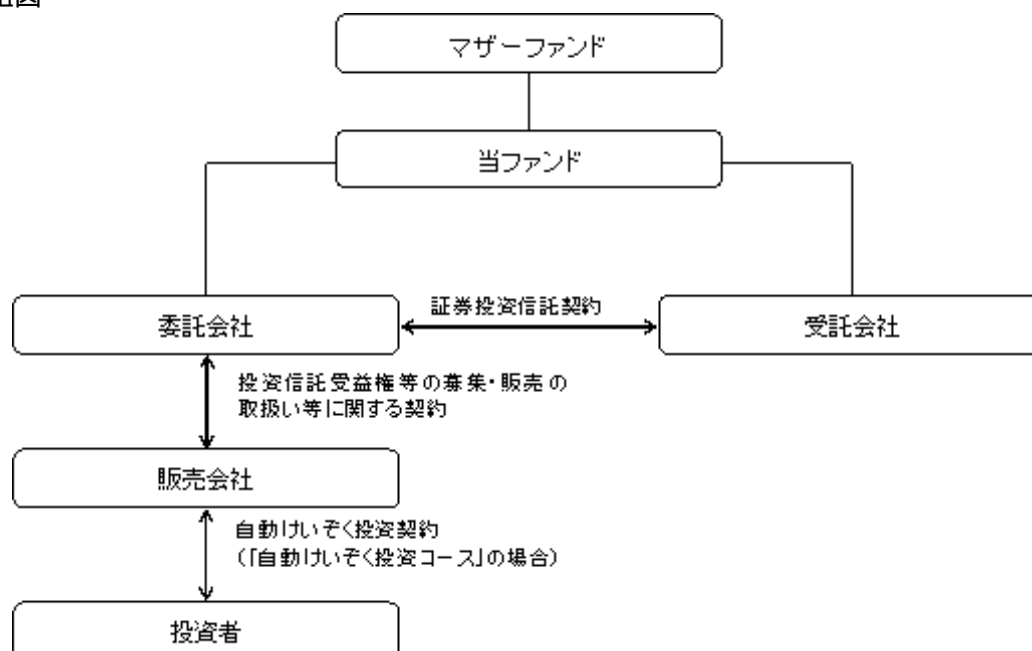 マザーファンド
当ファンド
証券投資信託契約
委託会社
受託会社
投資信託受益権等の募集・販売の
取扱い等に関する契約
販売会社
自動けいぞく投資契約
(「自動けいぞく投資コース」の場合)
投資者